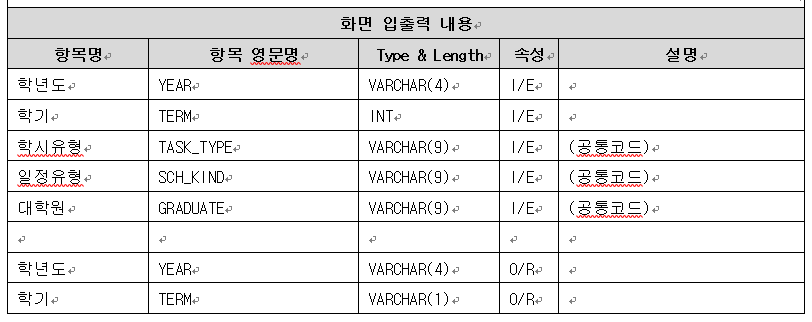 화면 입출력 내용
항목명 항목 영문명 Type & Length 속성 설명
학년도 YEAR VARCHAR(4) I/E
학기 TERM INT I/E
학시유형 TASK_TYPE VARCHAR(9) I/E (공통코드)
일정유형 SCH_KIND VARCHAR(9) I/E (공통코드)
대학원 GRADUATE VARCHAR(9) I/E (공통코드)
학년도 YEAR VARCHAR(4) O/R
학기 TERM VARCHAR(1) O/R